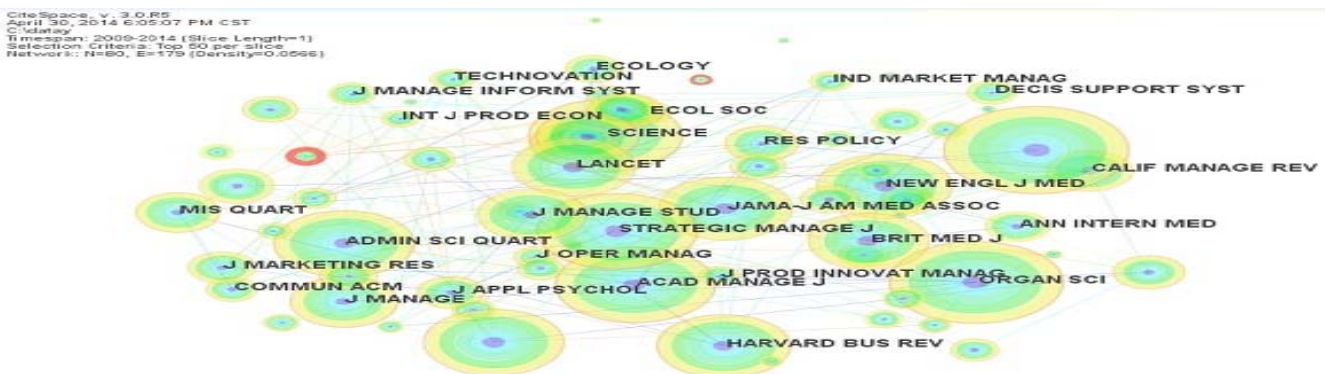 CiteSpace, v. 3.0.R5
April 30, 2014 6:05:07 PM CST
C:\datay
Timespan: 2009-2014 (Slice Length=1)
Selection Criteria: Top 50 per slice
Network: N=80, E=179 (Density=0.0566)
ECOLOGY
TECHNOVATION
IND MARKET MANAG
J MANAGE INFORM SYST
DECIS SUPPORT SYST
INT J PROD ECON
ECOL SOC
SCIENCE
RES POLICY
LANCET
CALIF MANAGE REV
NEW ENGL J MED
MIS QUART
J MANAGE STUD
JAMA-J AM MED ASSOC
STRATEGIC MANAGE J
ANN INTERN MED
ADMIN SCI QUART
BRIT MED J
J OPER MANAG
J MARKETING RES
J PROD INNOVAT MANAG
ORGAN SCI
COMMUN ACM
J APPL PSYCHOL
ACAD MANAGE J
J MANAGE
HARVARD BUS REV